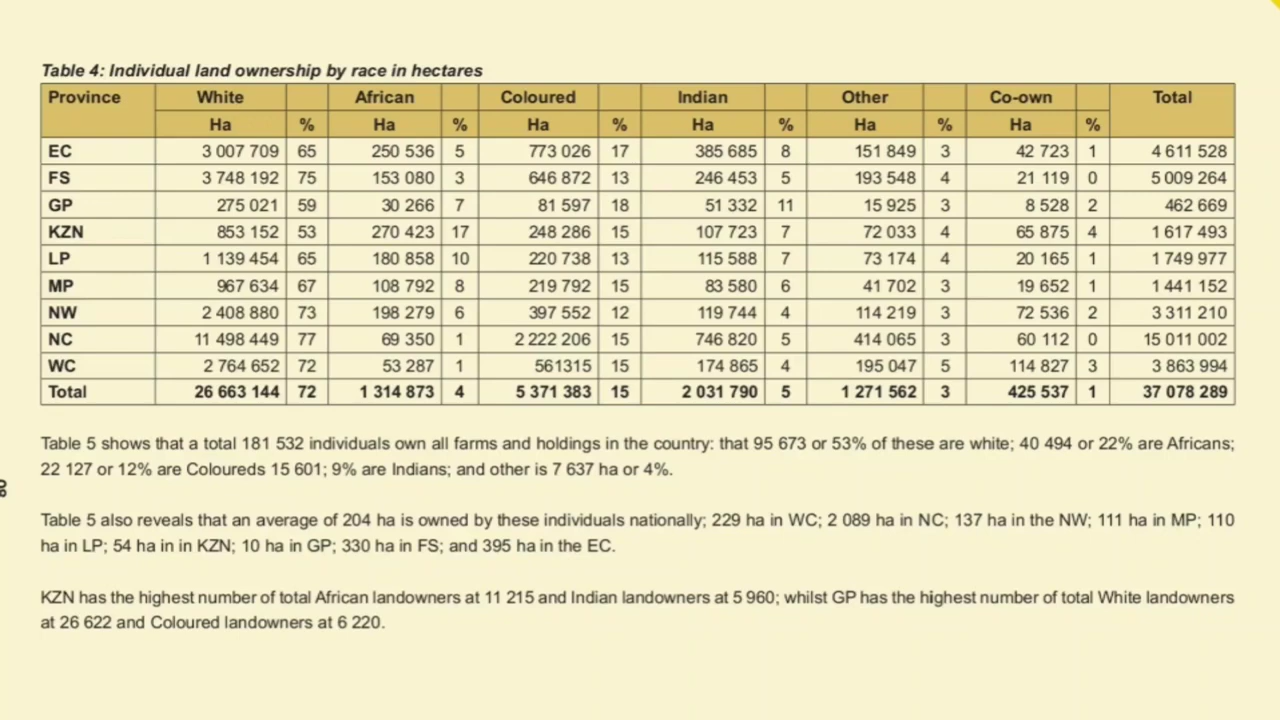 Table 4: Individual land ownership by race in hectares
Province White African Coloured Indian Other Co-own Total
Ha % Ha % Ha % Ha % Ha % Ha %
EC 3 007 709 65 250 536 5 773 026 17 385 685 8 151 849 3 42 723 1 4 611 528
FS 3 748 192 75 153 080 3 646 872 13 246 453 5 193 548 4 21 119 0 5 009 264
GP 275 021 59 30 266 7 81 597 18 51 332 11 15 925 3 8 528 2 462 669
KZN 853 152 53 270 423 17 248 286 15 107 723 7 72 033 4 65 875 4 1 617 493
LP 1 139 454 65 180 858 10 220 738 13 115 588 7 73 174 4 20 165 1 1 749 977
MP 967 634 67 108 792 8 219 792 15 83 580 6 41 702 3 19 652 1 1 441 152
NW 2 408 880 73 198 279 6 397 552 12 119 744 4 114 219 3 72 536 2 3 311 210
NC 11 498 449 77 69 350 1 2 222 206 15 746 820 5 414 065 3 60 112 0 15 011 002
WC 2 764 652 72 53 287 1 561315 15 174 865 4 195 047 5 114 827 3 3 863 994
Total 26 663 144 72 1 314 873 4 5 371 383 15 2 031 790 5 1 271 562 3 425 537 1 37 078 289
Table 5 shows that a total 181 532 individuals own all farms and holdings in the country: that 95 673 or 53% of these are white; 40 494 or 22% are Africans;
22 127 or 12% are Coloureds 15 601; 9% are Indians; and other is 7 637 ha or 4%.
Table 5 also reveals that an average of 204 ha is owned by these individuals nationally; 229 ha in WC; 2 089 ha in NC; 137 ha in the NW; 111 ha in MP; 110
ha in LP; 54 ha in in KZN; 10 ha in GP; 330 ha in FS; and 395 ha in the EC.
KZN has the highest number of total African landowners at 11 215 and Indian landowners at 5 960; whilst GP has the highest number of total White landowners
at 26 622 and Coloured landowners at 6 220.